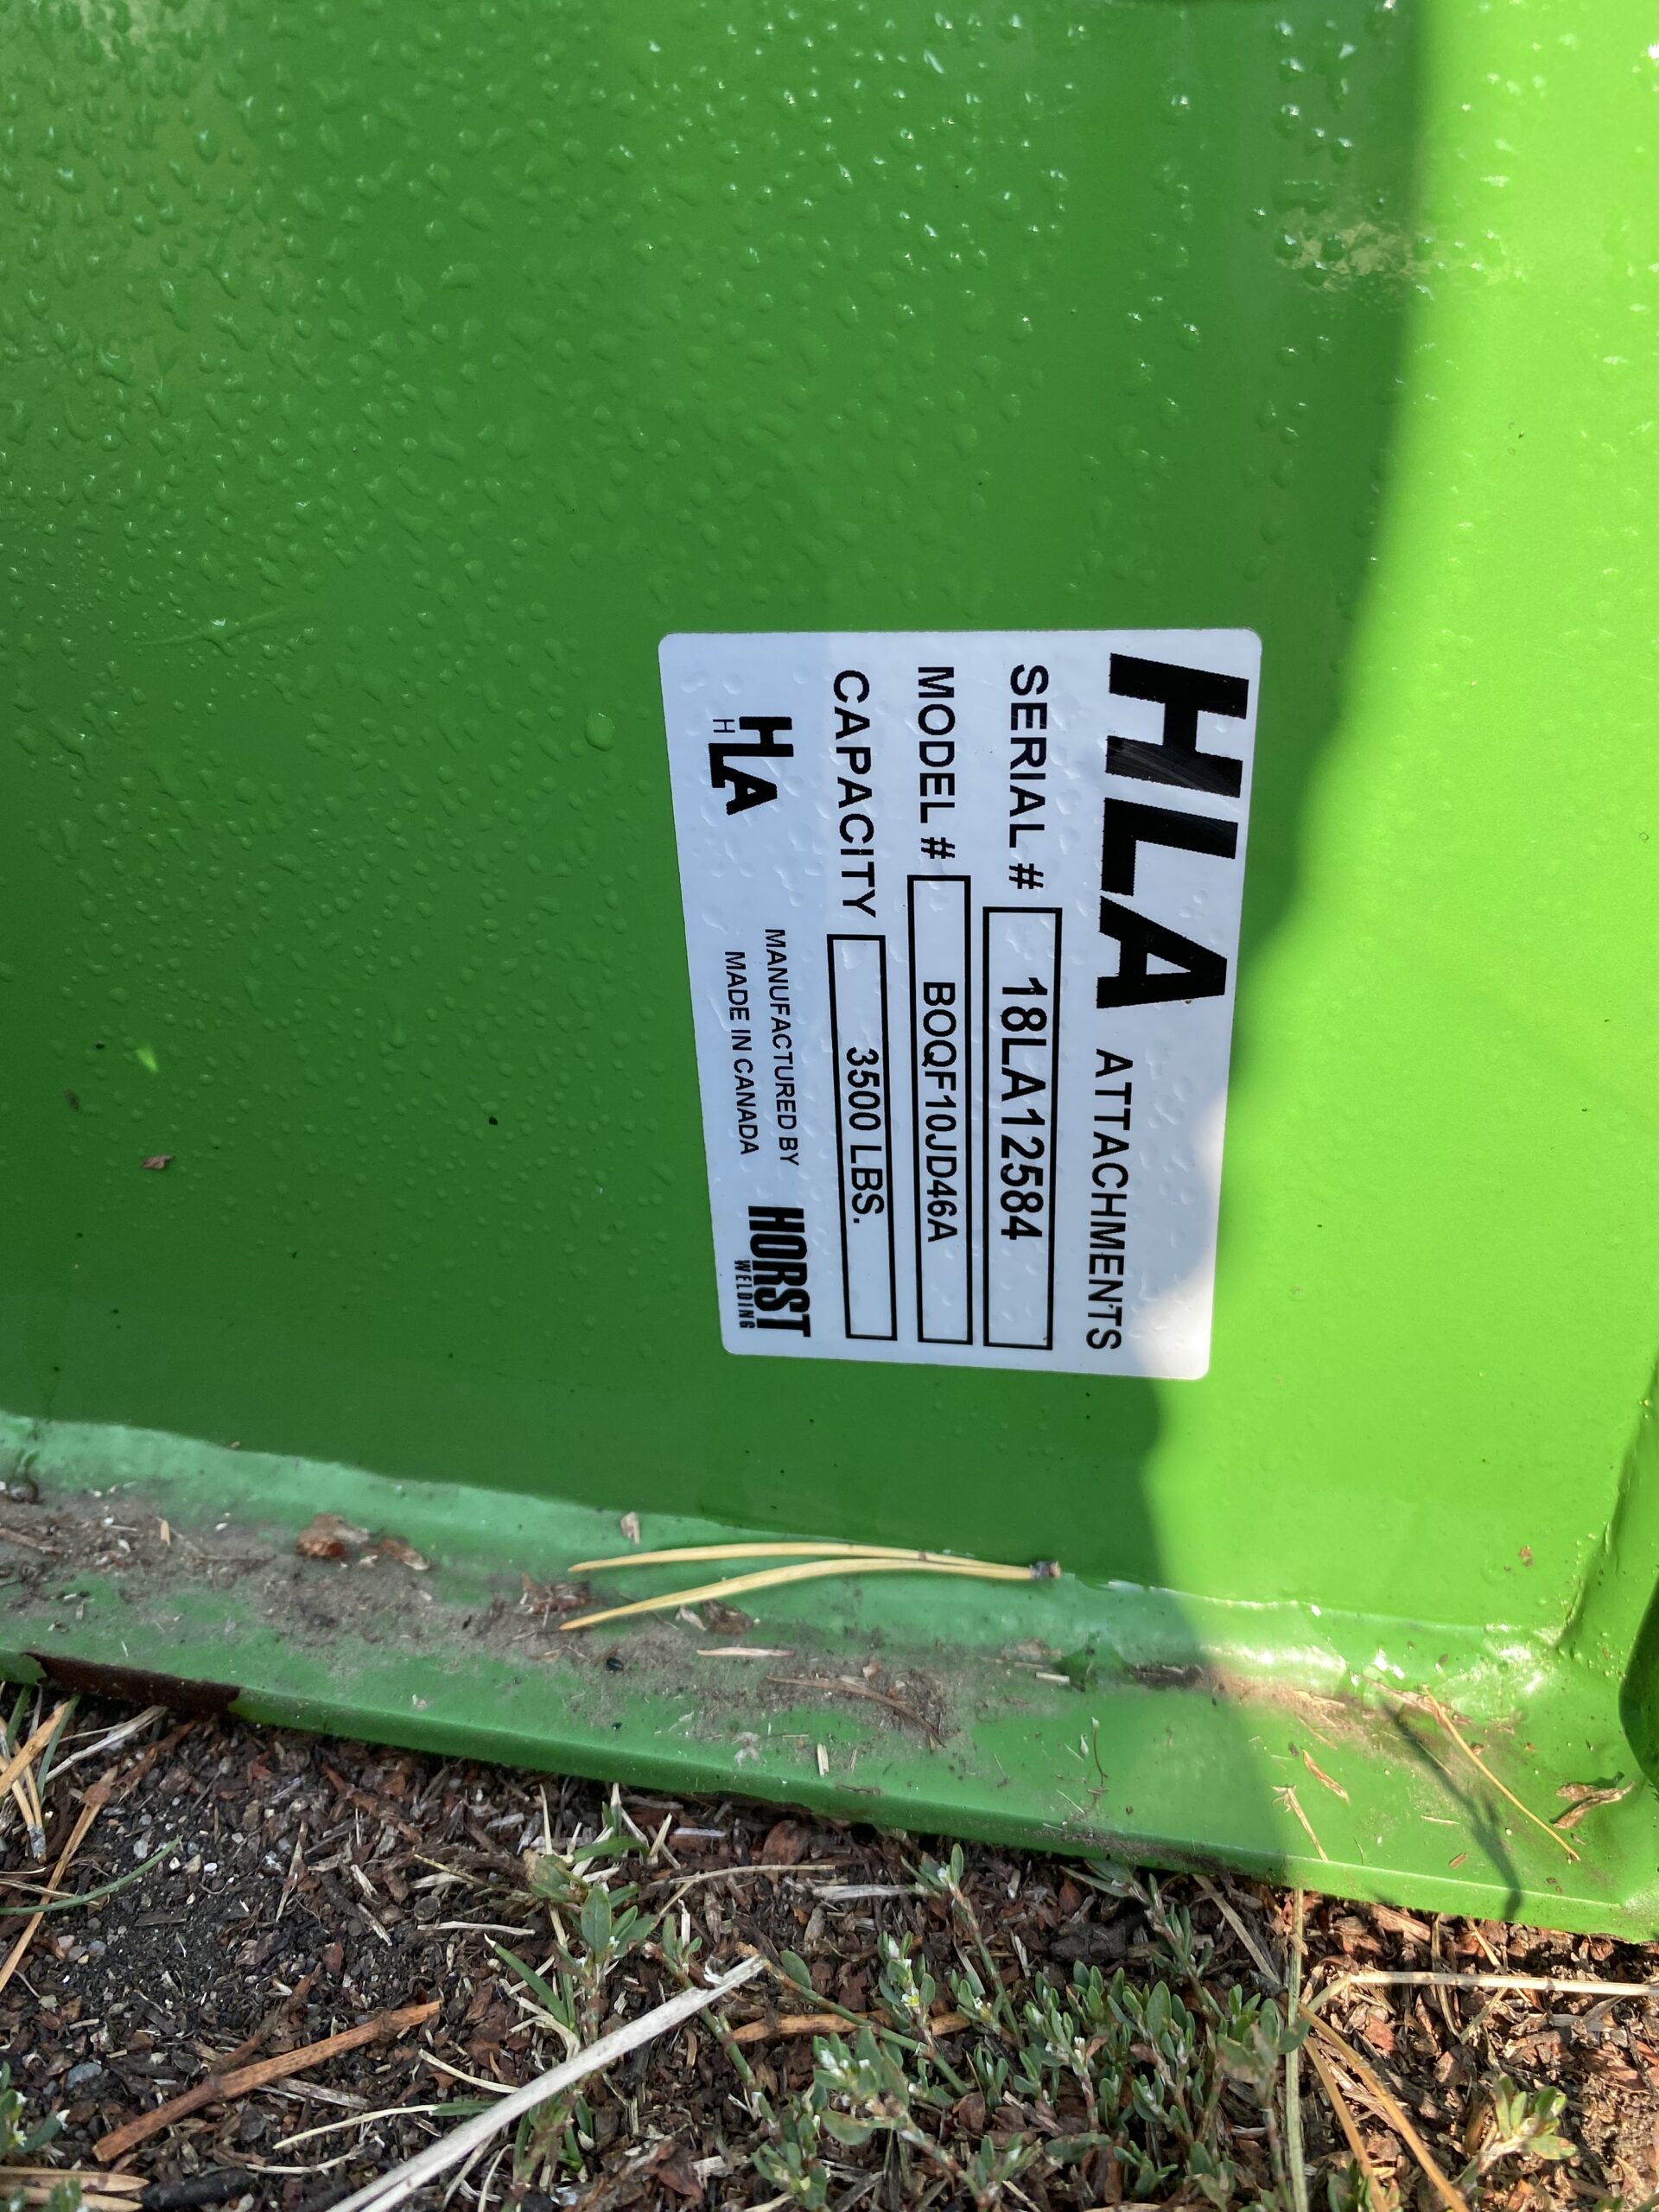 HLA ATTACHMENTS
SERIAL # 18LA12584
MODEL # BOQF10JD46A
CAPACITY 3500 LBS.
HLA
H
MANUFACTURED BY
MADE IN CANADA
HORST
WELDING